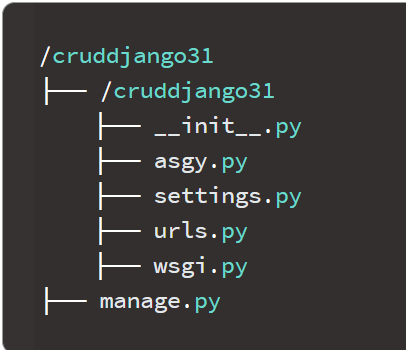 /cruddjango31
├── /cruddjango31
├── __init__.py
├── asgy.py
├── settings.py
├── urls.py
├── wsgi.py
├── manage.py